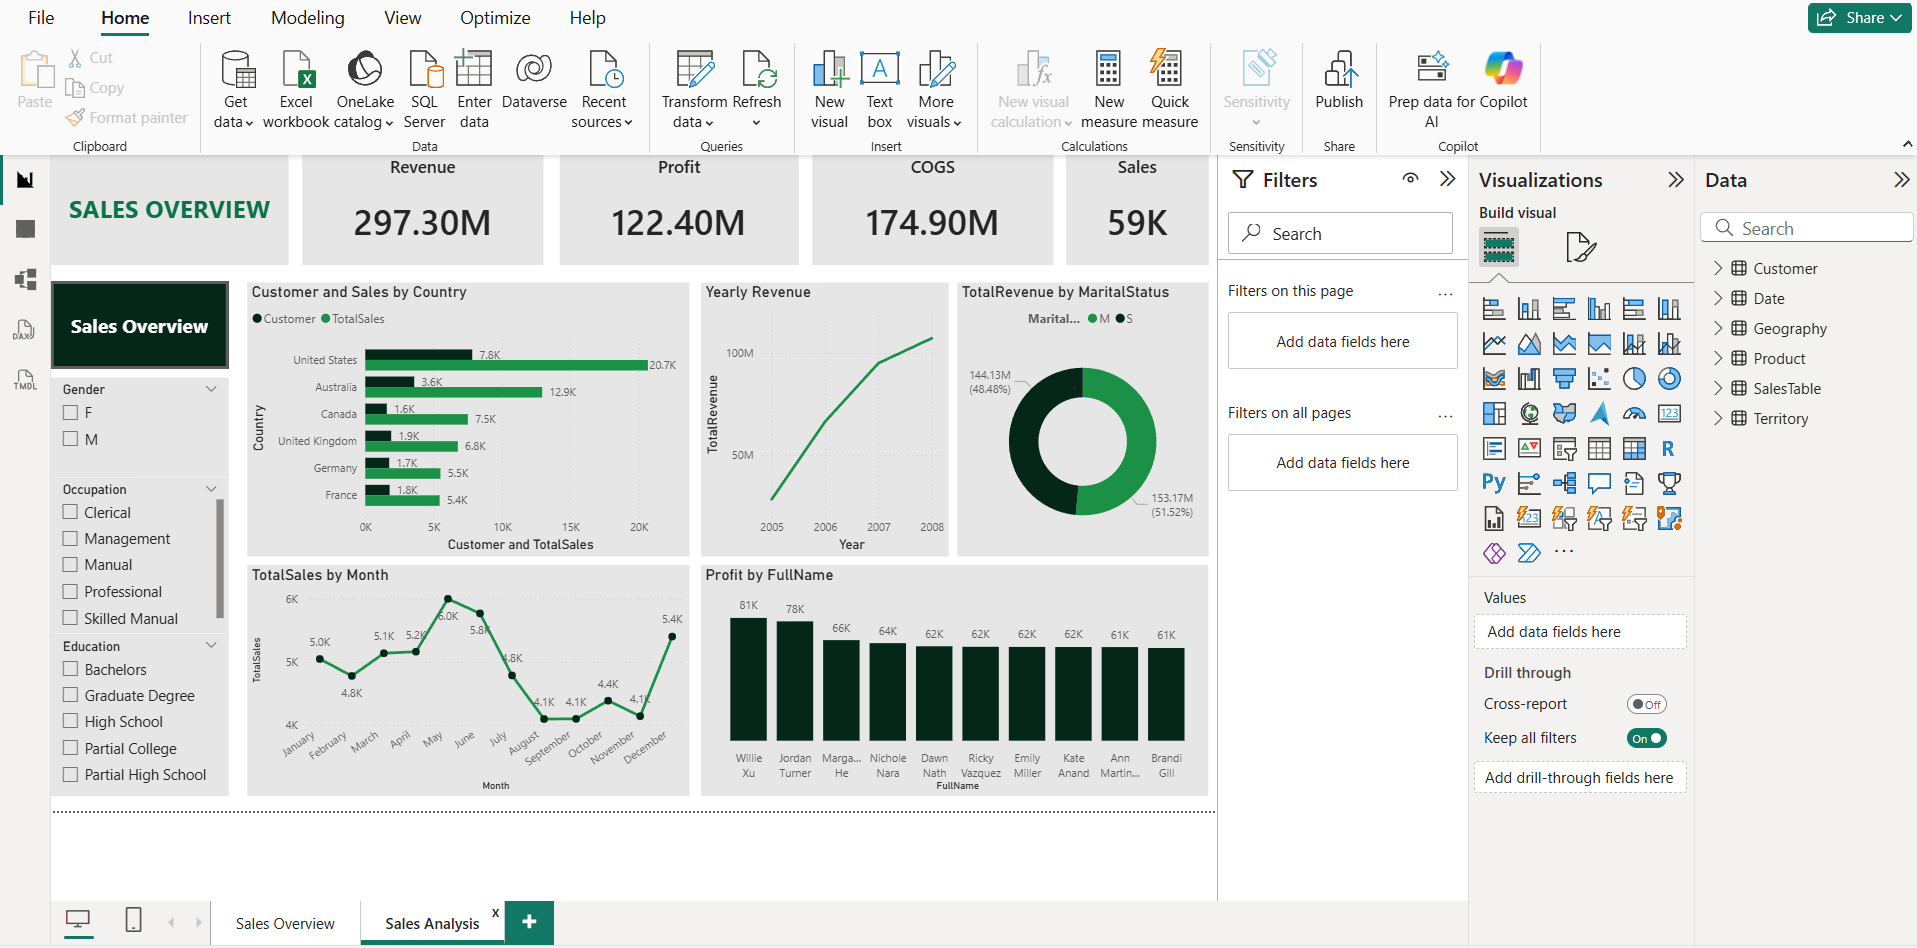 File Home Insert Modeling View Optimize Help
Share
Paste
Cut
Copy
Format painter
Clipboard
Get data
Excel workbook
OneLake catalog
SQL Server
Enter data
Dataverse
Recent sources
Data
Transform data
Refresh
Queries
New visual
Text box
More visuals
Insert
New visual calculation
New measure
Quick measure
Calculations
Sensitivity
Sensitivity
Publish
Share
Prep data for AI
Copilot
Copilot
DAX
TMDL
SALES OVERVIEW
Revenue
297.30M
Profit
122.40M
COGS
174.90M
Sales
59K
Sales Overview
Gender
F
M
Occupation
Clerical
Management
Manual
Professional
Skilled Manual
Education
Bachelors
Graduate Degree
High School
Partial College
Partial High School
Customer and Sales by Country
Customer TotalSales
Country
United States 7.8K 20.7K
Australia 3.6K 12.9K
Canada 1.6K 7.5K
United Kingdom 1.9K 6.8K
Germany 1.7K 5.5K
France 1.8K 5.4K
0K 5K 10K 15K 20K
Customer and TotalSales
Yearly Revenue
TotalRevenue
100M
50M
2005 2006 2007 2008
Year
TotalRevenue by MaritalStatus
Marital... M S
144.13M
(48.48%)
153.17M
(51.52%)
TotalSales by Month
TotalSales
6K
5K
4K
5.0K 4.8K 5.1K 5.2K 6.0K 5.8K 4.8K 4.1K 4.1K 4.4K 4.1K 5.4K
January February March April May June July August September October November December
Month
Profit by FullName
81K 78K 66K 64K 62K 62K 62K 62K 61K 61K
Willie Xu
Jordan Turner
Marga... He
Nichole Nara
Dawn Nath
Ricky Vazquez
Emily Miller
Kate Anand
Ann Martin...
Brandi Gill
FullName
Filters
Search
Filters on this page ...
Add data fields here
Filters on all pages ...
Add data fields here
Visualizations
Build visual
123
R
Py
123
...
Values
Add data fields here
Drill through
Cross-report Off
Keep all filters On
Add drill-through fields here
Data
Search
Customer
Date
Geography
Product
SalesTable
Territory
Sales Overview
Sales Analysis x
+